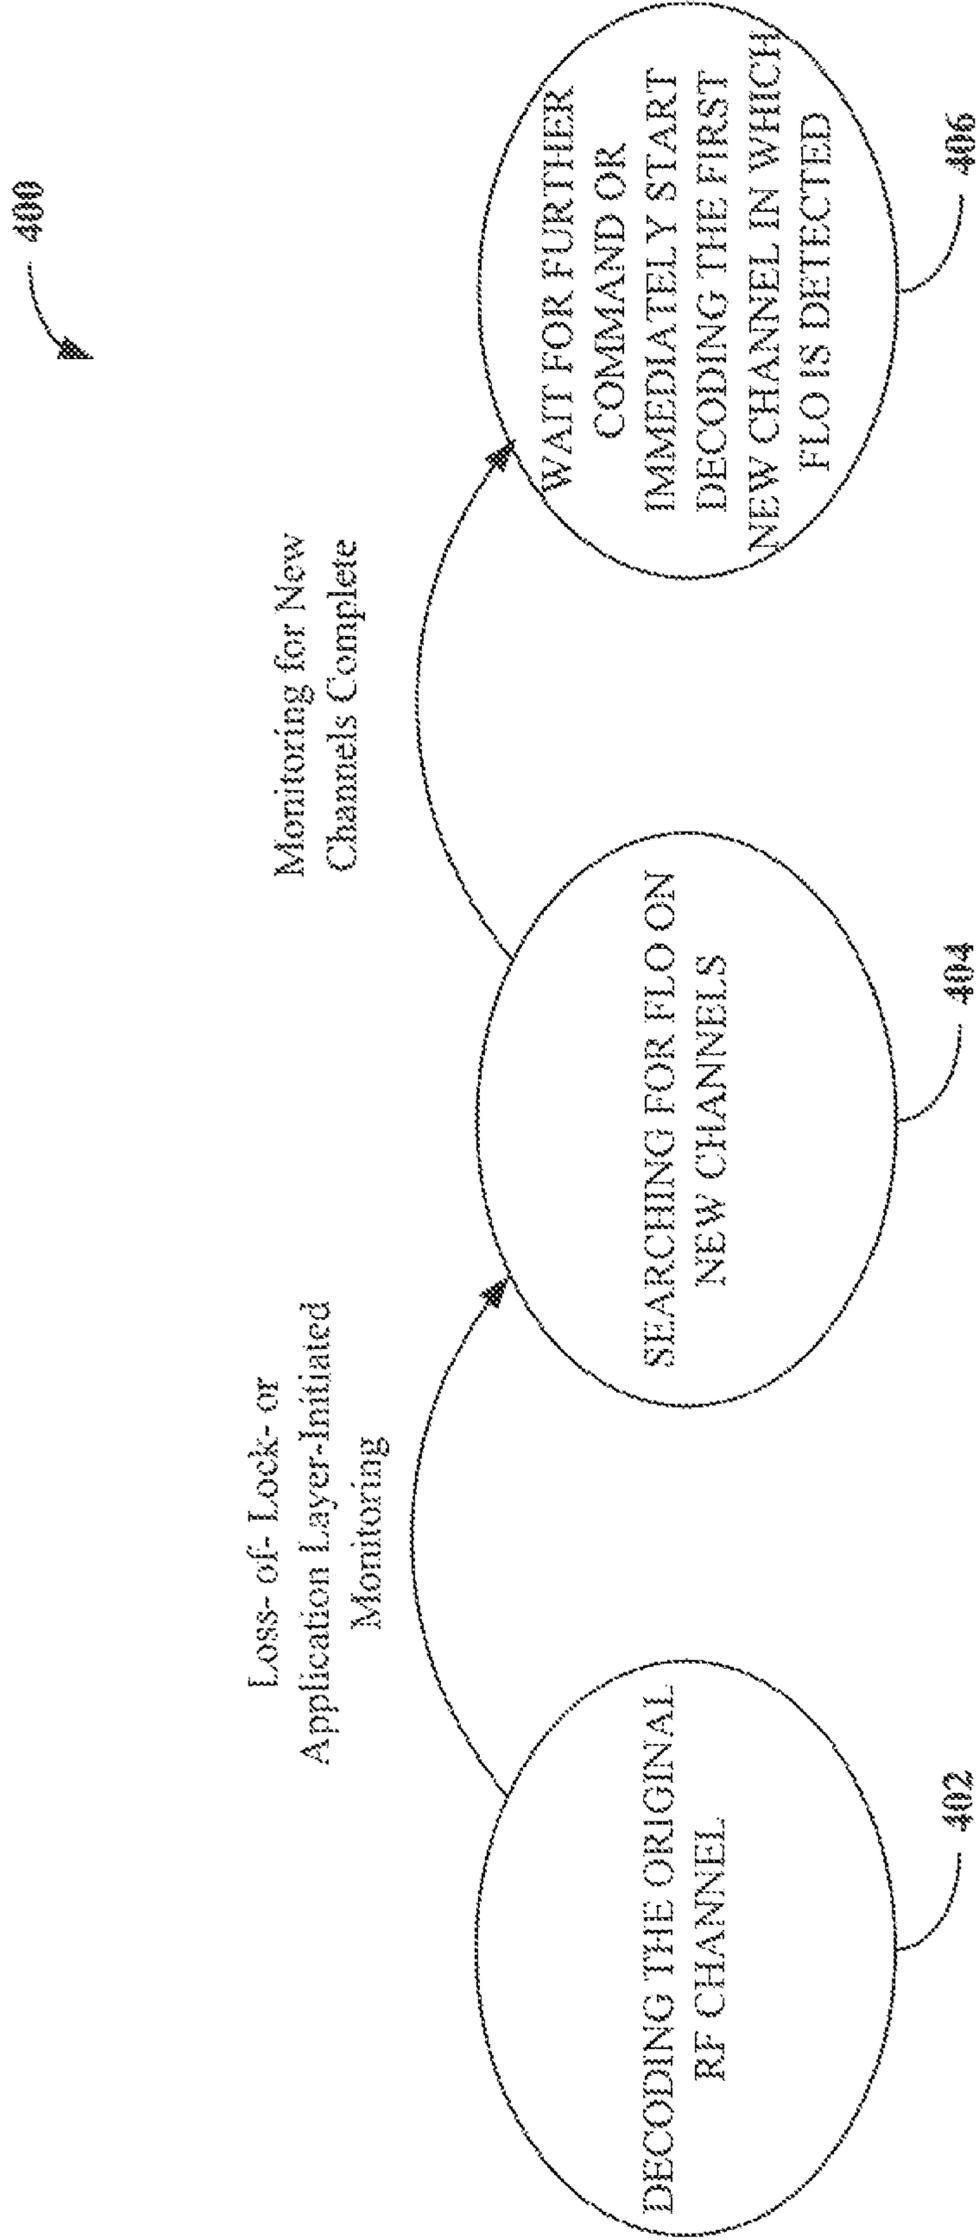 400
Loss- of- Lock- or
Application Layer-Initiated
Monitoring
Monitoring for New
Channels Complete
DECODING THE ORIGINAL
RF CHANNEL
402
SEARCHING FOR FLO ON
NEW CHANNELS
404
WAIT FOR FURTHER
COMMAND OR
IMMEDIATELY START
DECODING THE FIRST
NEW CHANNEL IN WHICH
FLO IS DETECTED
406